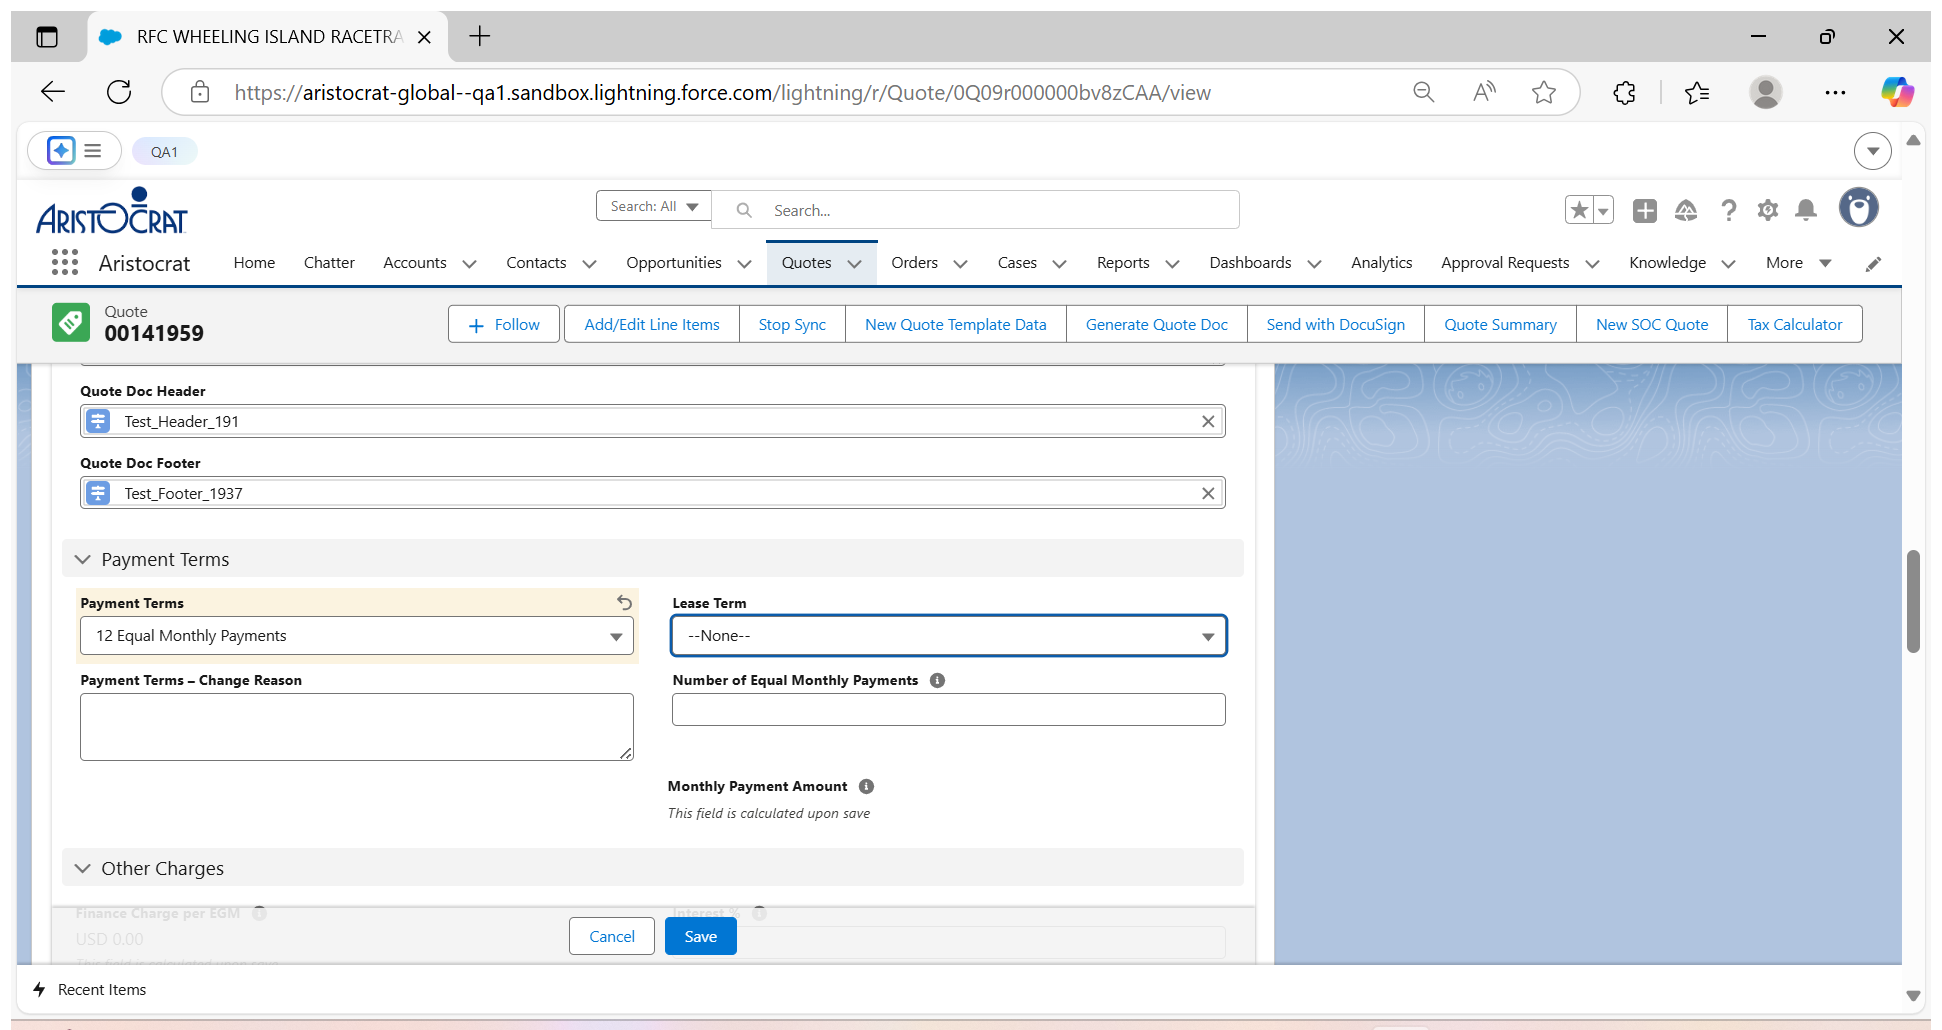 RFC WHEELING ISLAND RACETRA
https://aristocrat-global--qa1.sandbox.lightning.force.com/lightning/r/Quote/0Q09r000000bv8zCAA/view
QA1
ARISTOCRAT
Search: All
Search...
Aristocrat
Home
Chatter
Accounts
Contacts
Opportunities
Quotes
Orders
Cases
Reports
Dashboards
Analytics
Approval Requests
Knowledge
More
Quote
00141959
Follow
Add/Edit Line Items
Stop Sync
New Quote Template Data
Generate Quote Doc
Send with DocuSign
Quote Summary
New SOC Quote
Tax Calculator
Quote Doc Header
Test_Header_191
Quote Doc Footer
Test_Footer_1937
Payment Terms
Payment Terms
12 Equal Monthly Payments
Lease Term
--None--
Payment Terms – Change Reason
Number of Equal Monthly Payments
Monthly Payment Amount
This field is calculated upon save
Other Charges
Finance Charge per EGM
Interest %
USD 0.00
This field is calculated upon save
Cancel
Save
Recent Items